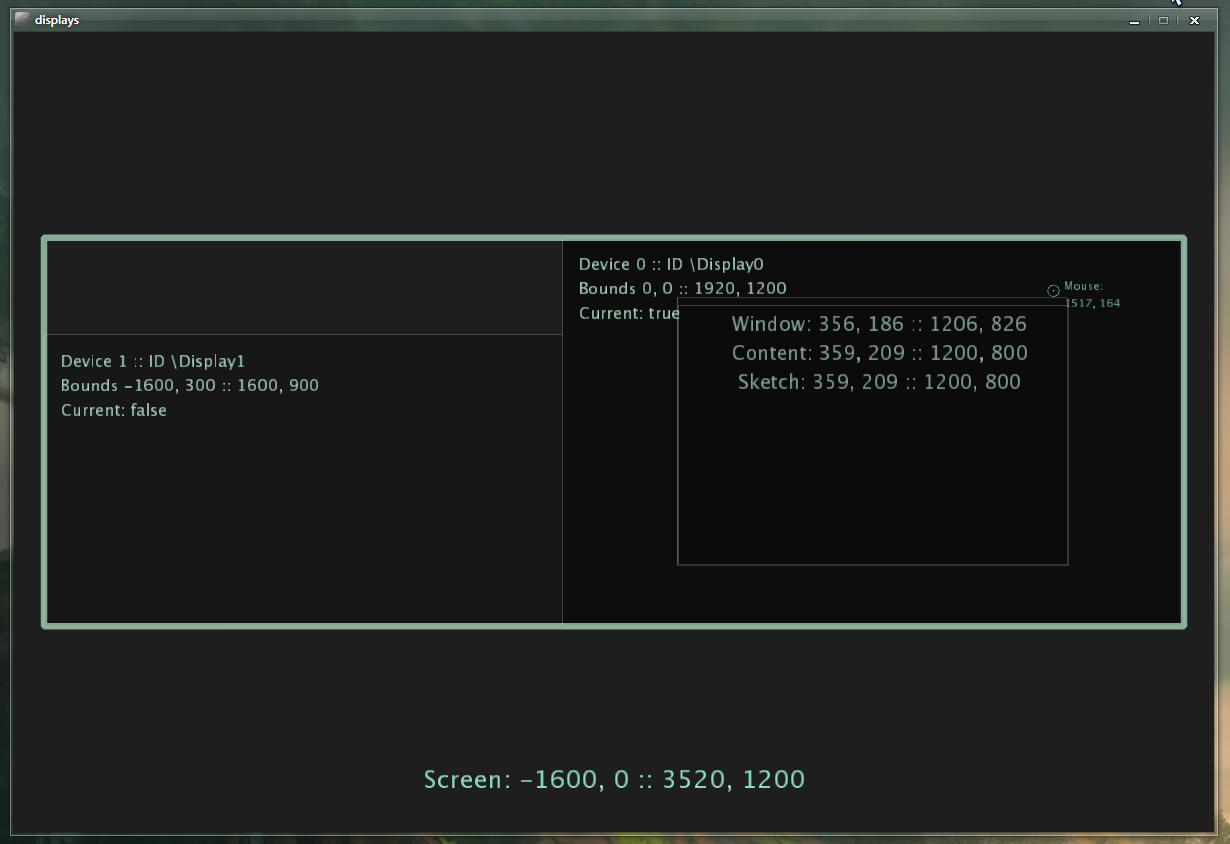 displays
Device 0 :: ID \Display0
Bounds 0, 0 :: 1920, 1200
Current: true
Mouse:
1517, 164
Window: 356, 186 :: 1206, 826
Content: 359, 209 :: 1200, 800
Sketch: 359, 209 :: 1200, 800
Device 1 :: ID \Display1
Bounds -1600, 300 :: 1600, 900
Current: false
Screen: -1600, 0 :: 3520, 1200